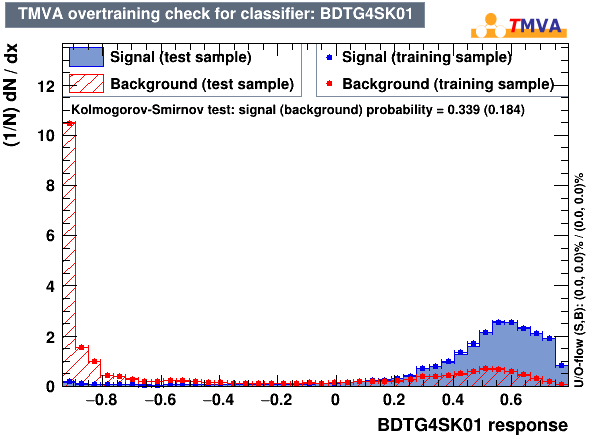 TMVA overtraining check for classifier: BDTG4SK01
TMVA
(1/N) dN / dx
Signal (test sample)
Background (test sample)
Signal (training sample)
Background (training sample)
Kolmogorov-Smirnov test: signal (background) probability = 0.339 (0.184)
12
10
8
6
4
2
0
−0.8 −0.6 −0.4 −0.2 0 0.2 0.4 0.6
BDTG4SK01 response
U/O-flow (S,B): (0.0, 0.0)% / (0.0, 0.0)%